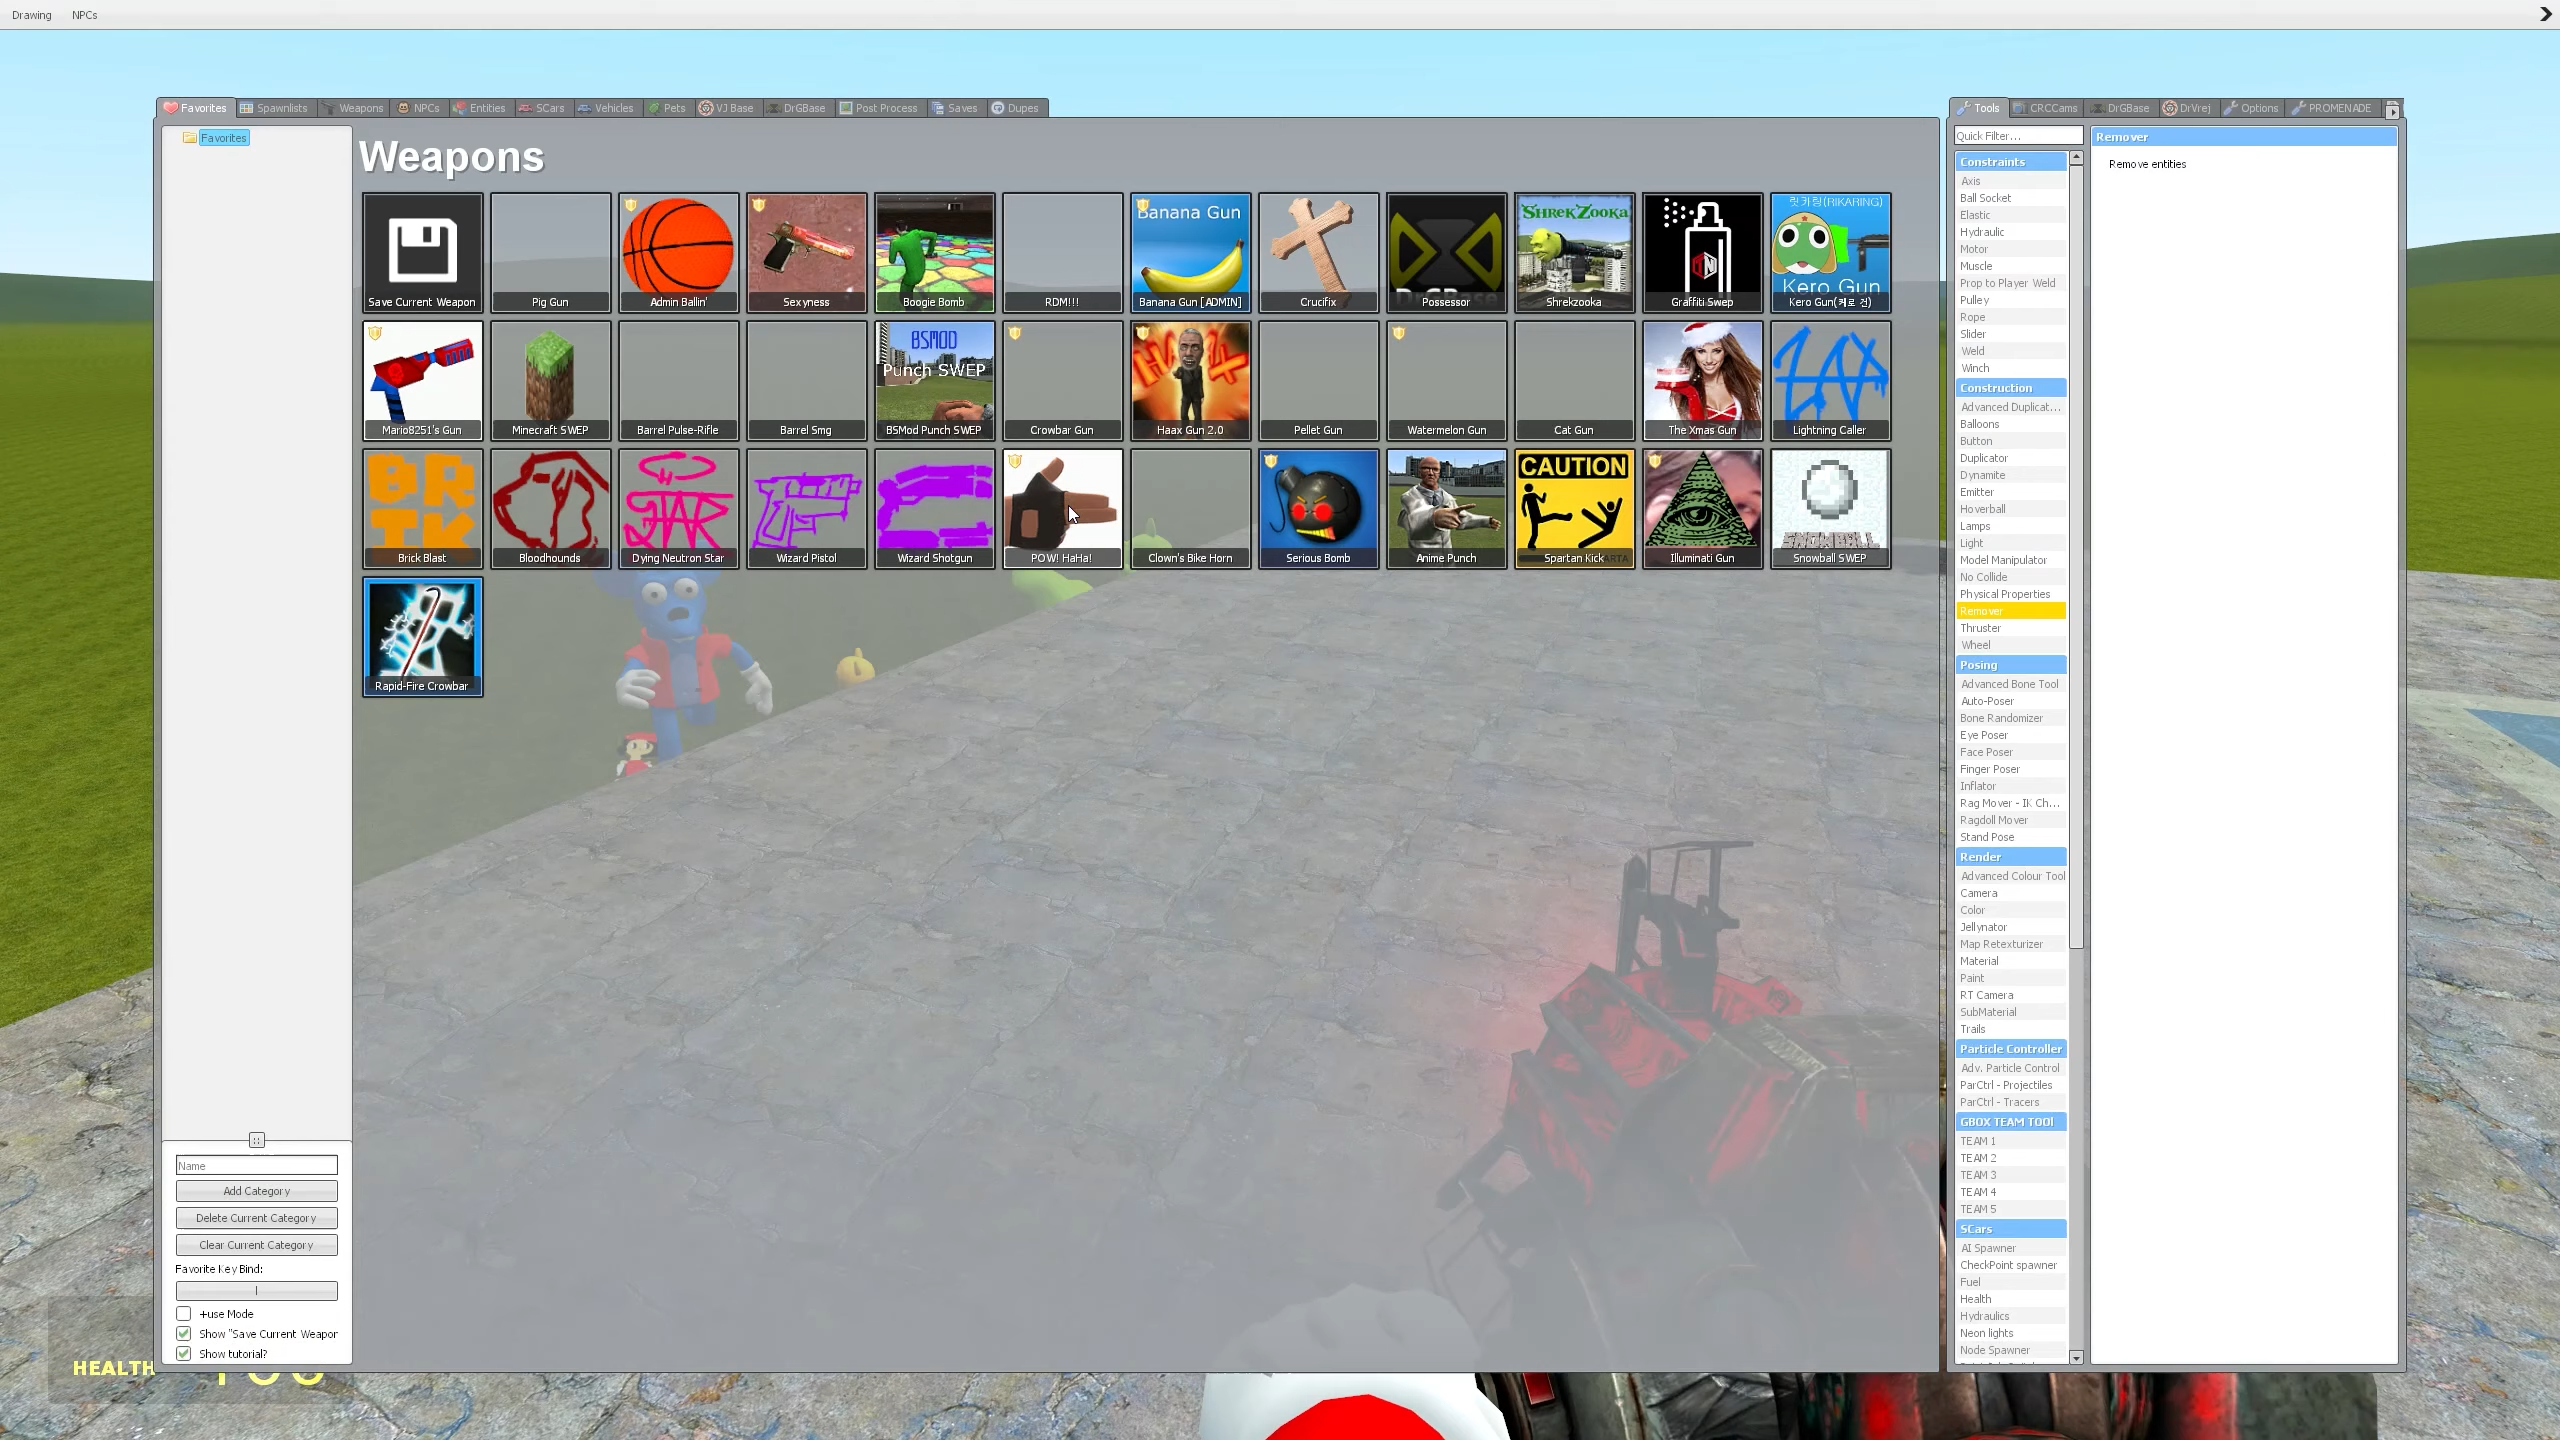 Drawing NPCs
Favorites Spawnlists Weapons NPCs Entities SCars Vehicles Pets VJ Base DrGBase Post Process Saves Dupes
Favorites
Weapons
Save Current Weapon
Pig Gun
Admin Ballin'
Sexyness
Boogie Bomb
RDM!!!
Banana Gun
Banana Gun [ADMIN]
Crucifix
Possessor
SHREKZOOKA
Shrekzooka
Graffiti Swep
릿카링(RIKARING)
Kero Gun
Kero Gun(케로 건)
Mario8251's Gun
Minecraft SWEP
Barrel Pulse-Rifle
Barrel Smg
BSMOD
Punch SWEP
BSMod Punch SWEP
Crowbar Gun
HAAX
Haax Gun 2.0
Pellet Gun
Watermelon Gun
Cat Gun
The Xmas Gun
Lightning Caller
BRIK
Brick Blast
Bloodhounds
STAR
Dying Neutron Star
Wizard Pistol
Wizard Shotgun
POW! HaHa!
Clown's Bike Horn
Serious Bomb
Anime Punch
CAUTION
Spartan Kick
Illuminati Gun
SNOWBALL
Snowball SWEP
Rapid-Fire Crowbar
Name
Add Category
Delete Current Category
Clear Current Category
Favorite Key Bind:
+use Mode
Show "Save Current Weapor
Show tutorial?
HEALTH
Tools CRCCams DrGBase DrVrej Options PROMENADE
Quick Filter...
Constraints
Axis
Ball Socket
Elastic
Hydraulic
Motor
Muscle
Prop to Player Weld
Pulley
Rope
Slider
Weld
Winch
Construction
Advanced Duplicat...
Balloons
Button
Duplicator
Dynamite
Emitter
Hoverball
Lamps
Light
Model Manipulator
No Collide
Physical Properties
Remover
Thruster
Wheel
Posing
Advanced Bone Tool
Auto-Poser
Bone Randomizer
Eye Poser
Face Poser
Finger Poser
Inflator
Rag Mover - IK Ch...
Ragdoll Mover
Stand Pose
Render
Advanced Colour Tool
Camera
Color
Jellynator
Map Retexturizer
Material
Paint
RT Camera
SubMaterial
Trails
Particle Controller
Adv. Particle Control
ParCtrl - Projectiles
ParCtrl - Tracers
GBOX TEAM TOOl
TEAM 1
TEAM 2
TEAM 3
TEAM 4
TEAM 5
SCars
AI Spawner
CheckPoint spawner
Fuel
Health
Hydraulics
Neon lights
Node Spawner
Remover
Remove entities